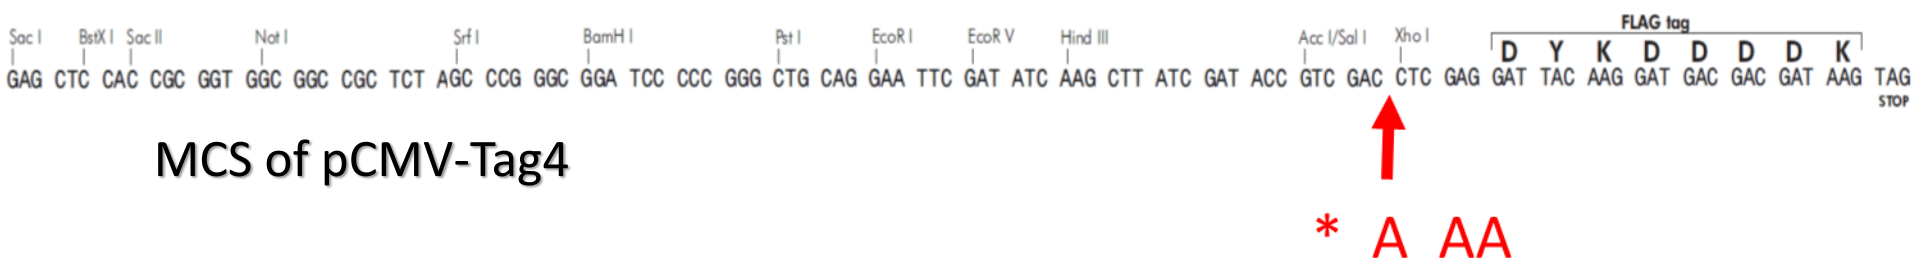 FLAG tag
Sac I BstX I Sac II Not I Srf I BamH I Pst I EcoR I EcoR V Hind III Acc I/Sal I Xho I
D Y K D D D D K
GAG CTC CAC CGC GGT GGC GGC CGC TCT AGC CCG GGC GGA TCC CCC GGG CTG CAG GAA TTC GAT ATC AAG CTT ATC GAT ACC GTC GAC CTC GAG GAT TAC AAG GAT GAC GAC GAT AAG TAG
STOP
MCS of pCMV-Tag4
* A AA